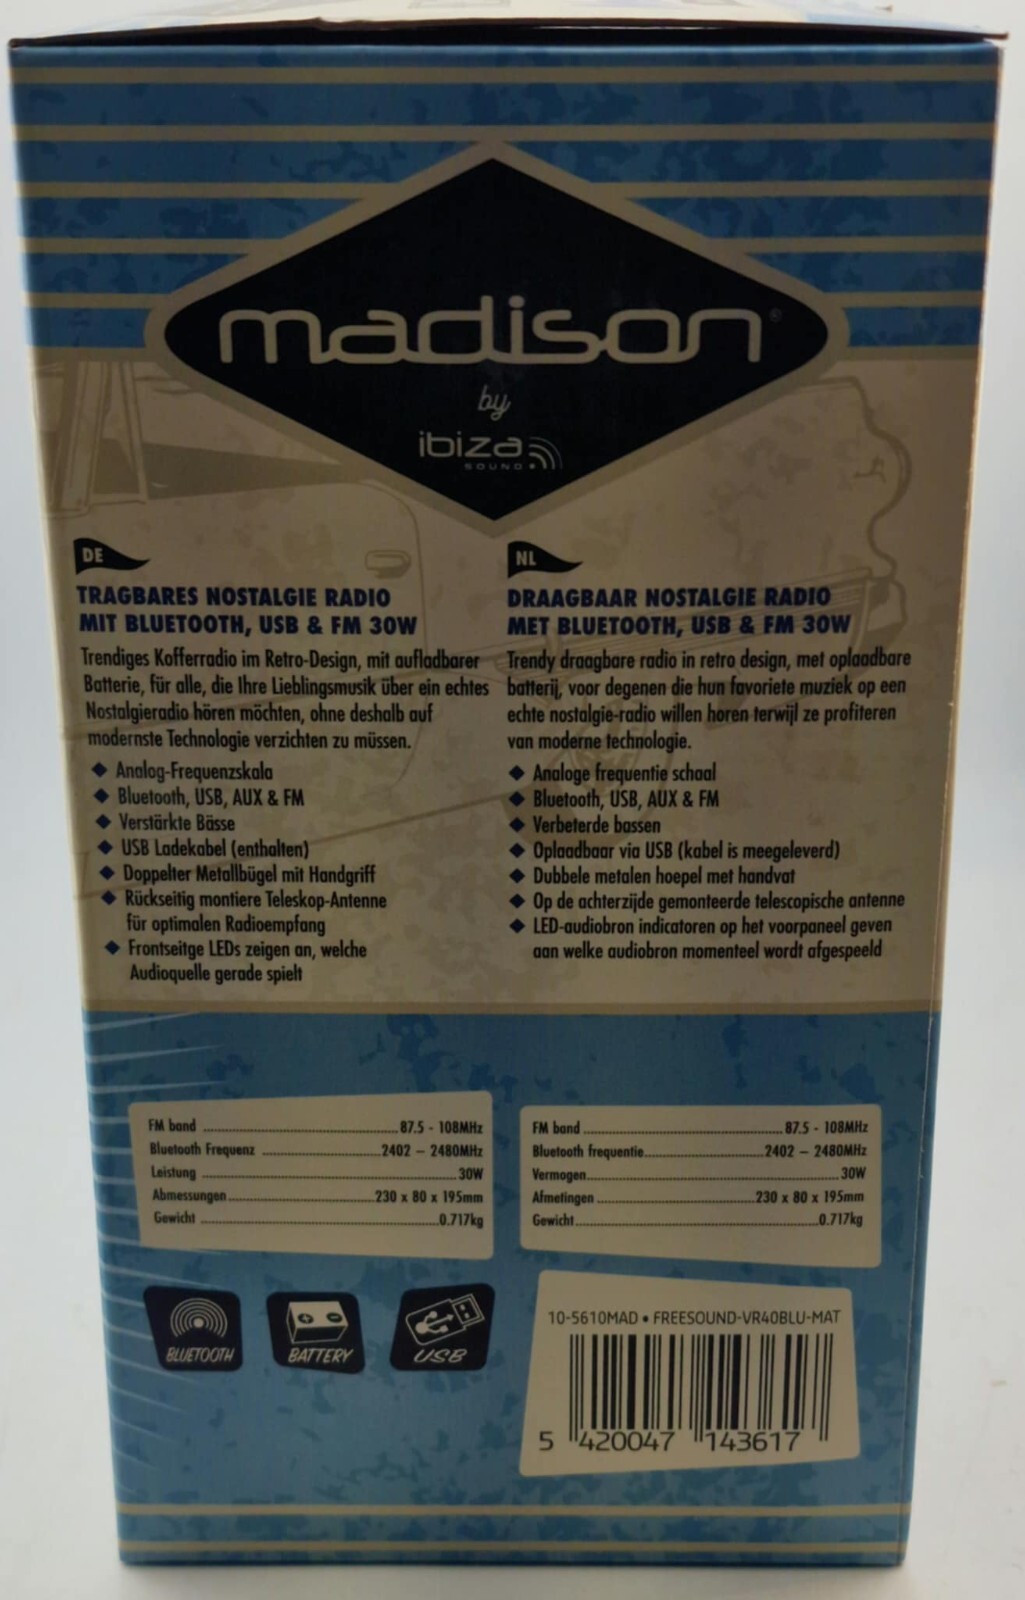 madison®
by
ibiza
SOUND
DE
TRAGBARES NOSTALGIE RADIO
MIT BLUETOOTH, USB & FM 30W
Trendiges Kofferradio im Retro-Design, mit aufladbarer
Batterie, für alle, die Ihre Lieblingsmusik über ein echtes
Nostalgieradio hören möchten, ohne deshalb auf
modernste Technologie verzichten zu müssen.
◆ Analog-Frequenzskala
◆ Bluetooth, USB, AUX & FM
◆ Verstärkte Bässe
◆ USB Ladekabel (enthalten)
◆ Doppelter Metallbügel mit Handgriff
◆ Rückseitig montiere Teleskop-Antenne
für optimalen Radioempfang
◆ Frontseitge LEDs zeigen an, welche
Audioquelle gerade spielt
NL
DRAAGBAAR NOSTALGIE RADIO
MET BLUETOOTH, USB & FM 30W
Trendy draagbare radio in retro design, met oplaadbare
batterij, voor degenen die hun favoriete muziek op een
echte nostalgie-radio willen horen terwijl ze profiteren
van moderne technologie.
◆ Analoge frequentie schaal
◆ Bluetooth, USB, AUX & FM
◆ Verbeterde bassen
◆ Oplaadbaar via USB (kabel is meegeleverd)
◆ Dubbele metalen hoepel met handvat
◆ Op de achterzijde gemonteerde telescopische antenne
◆ LED-audiobron indicatoren op het voorpaneel geven
aan welke audiobron momenteel wordt afgespeeld
FM band ........ 87.5 - 108MHz
Bluetooth Frequenz ........ 2402 – 2480MHz
Leistung ........ 30W
Abmessungen ........ 230 x 80 x 195mm
Gewicht ........ 0.717kg
FM band ........ 87.5 - 108MHz
Bluetooth frequentie ........ 2402 – 2480MHz
Vermogen ........ 30W
Afmetingen ........ 230 x 80 x 195mm
Gewicht ........ 0.717kg
BLUETOOTH
BATTERY
USB
10-5610MAD • FREESOUND-VR40BLU-MAT
5 420047 143617